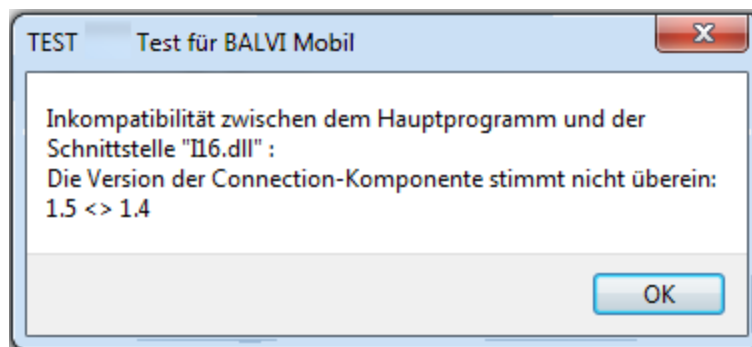 TEST Test für BALVI Mobil
Inkompatibilität zwischen dem Hauptprogramm und der
Schnittstelle "I16.dll" :
Die Version der Connection-Komponente stimmt nicht überein:
1.5 <> 1.4
OK